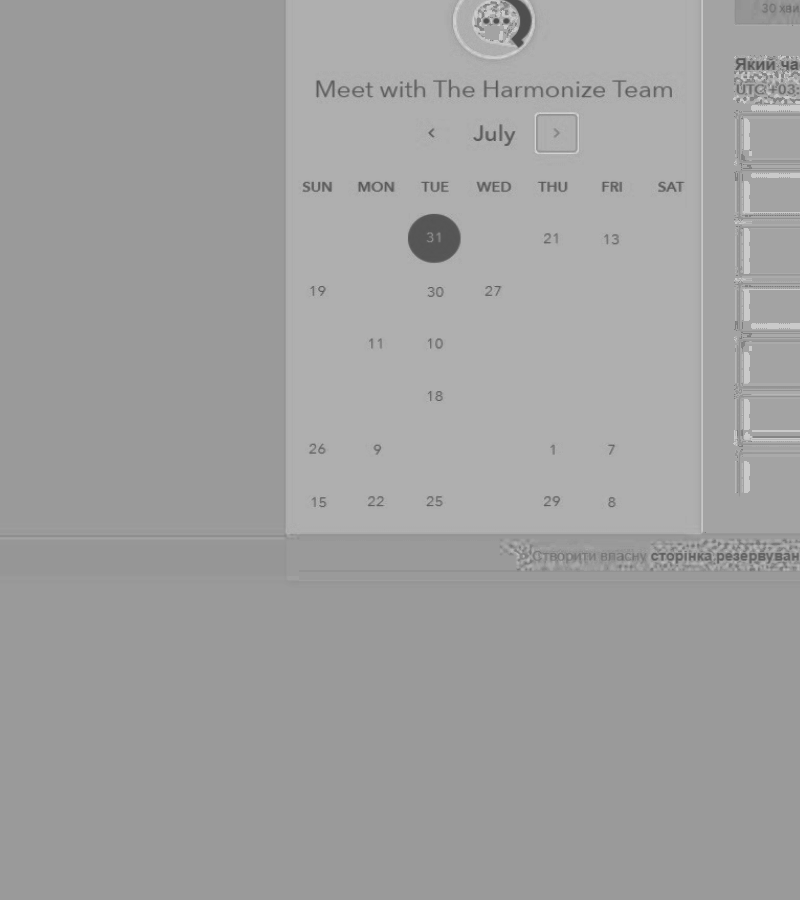 30 хви
Який ча
UTC +03:
Meet with The Harmonize Team
July
SUN MON TUE WED THU FRI SAT
31 21 13
19 30 27
11 10
18
26 9 1 7
15 22 25 29 8
Створити власну сторінка резервуван